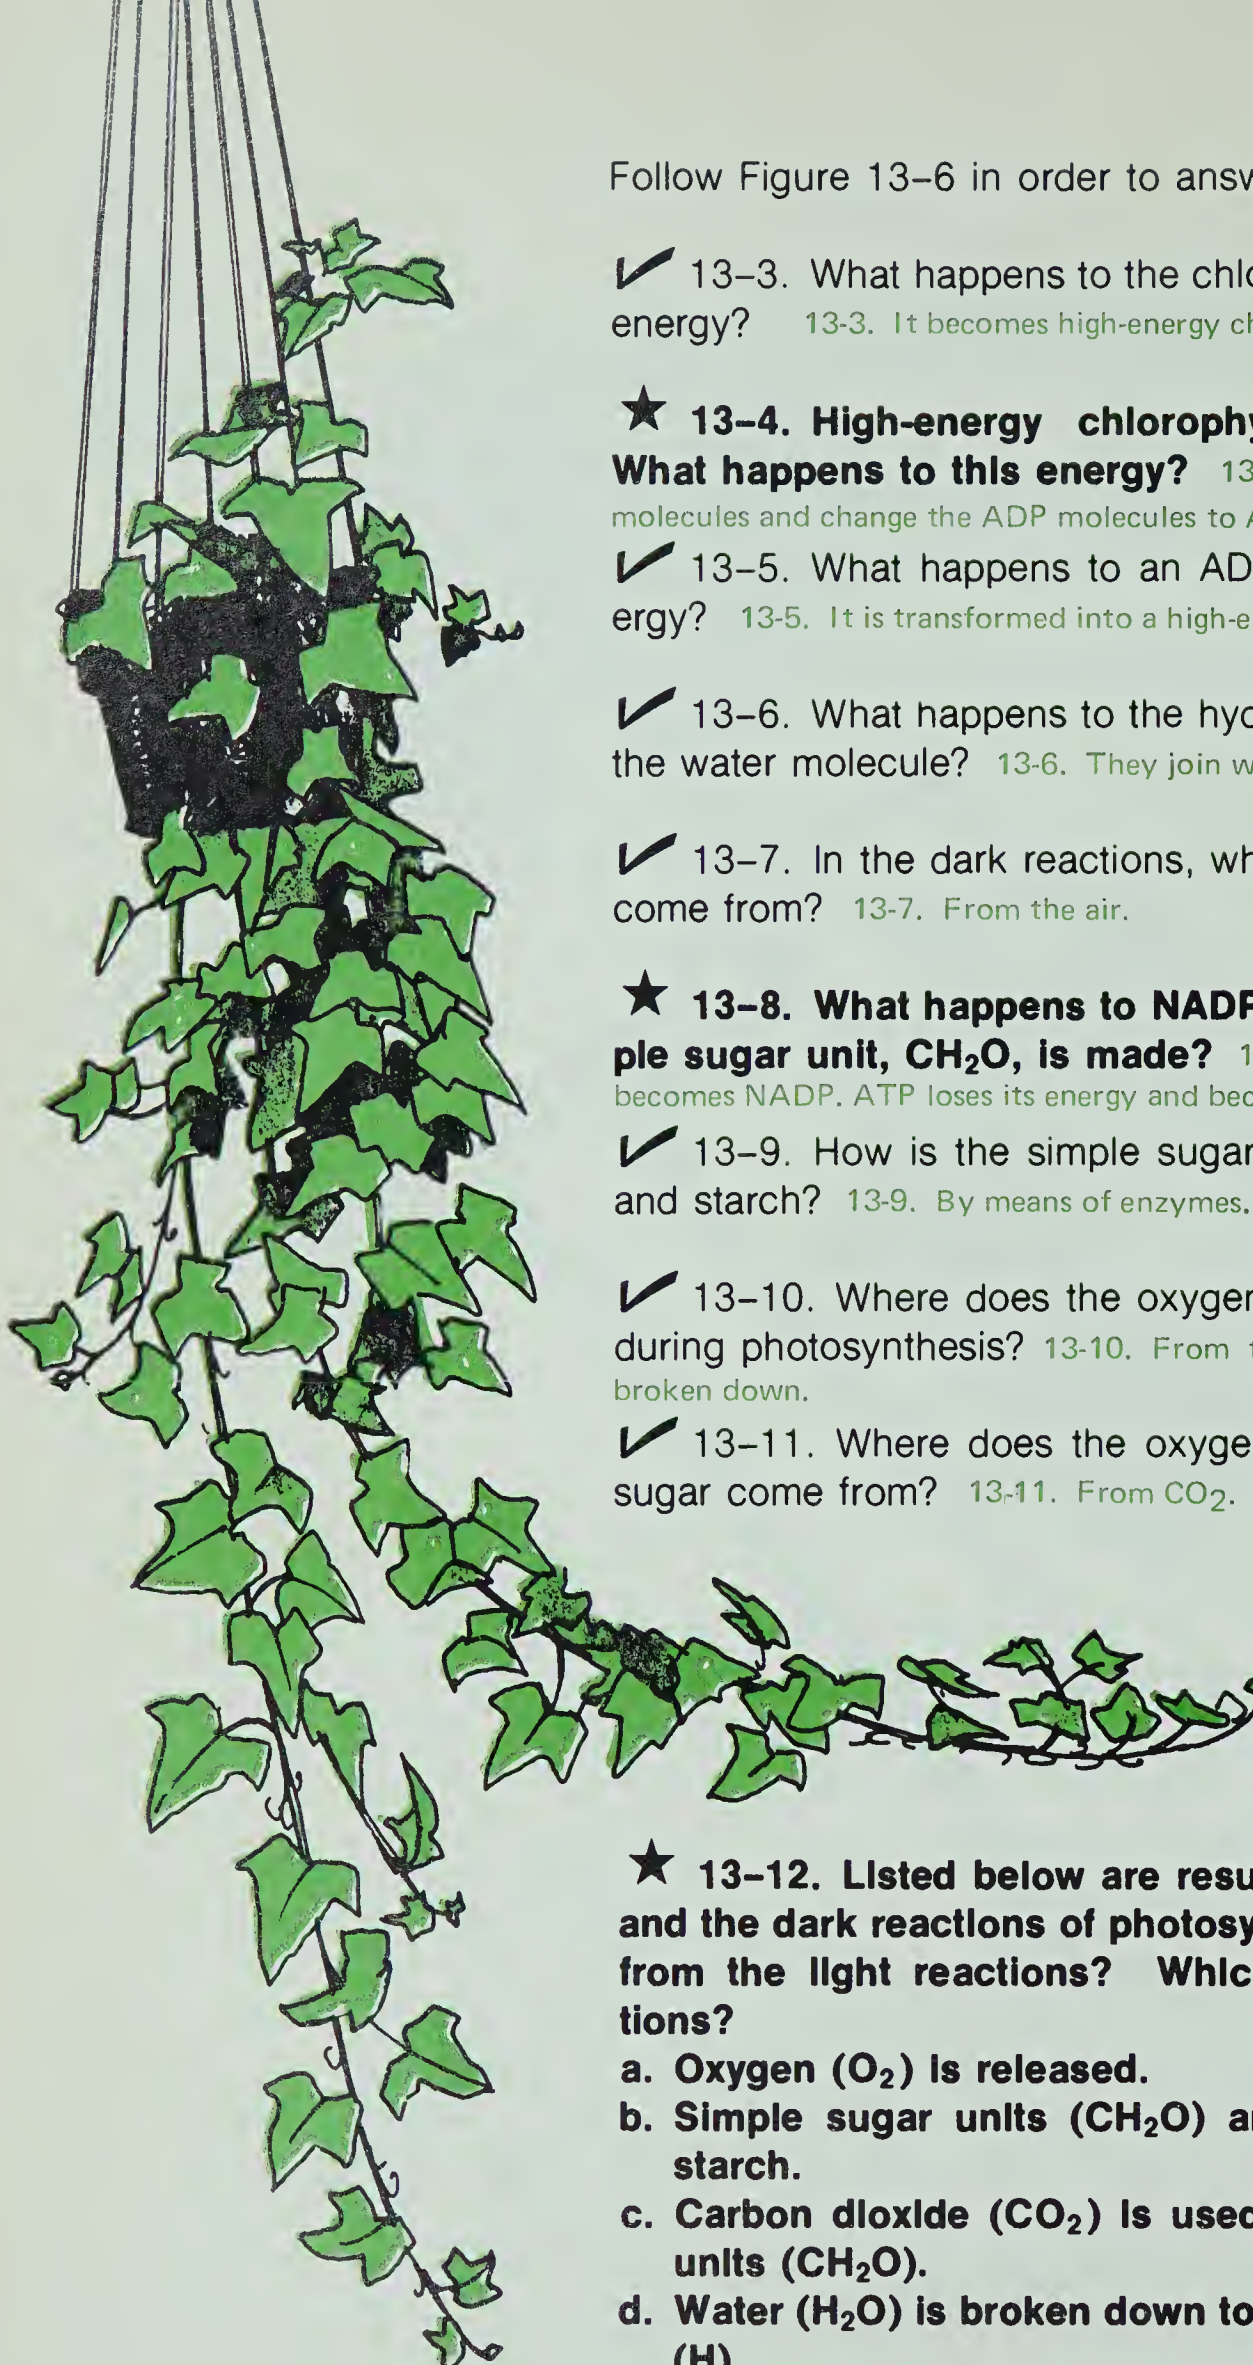 Follow Figure 13–6 in order to answ
✔ 13–3. What happens to the chlo
energy? 13-3. It becomes high-energy ch
★ 13–4. High-energy chlorophy
What happens to this energy? 13
molecules and change the ADP molecules to A
✔ 13–5. What happens to an AD
ergy? 13-5. It is transformed into a high-e
✔ 13–6. What happens to the hyd
the water molecule? 13-6. They join w
✔ 13–7. In the dark reactions, wh
come from? 13-7. From the air.
★ 13–8. What happens to NADP
ple sugar unit, CH₂O, is made? 1
becomes NADP. ATP loses its energy and bec
✔ 13–9. How is the simple sugar
and starch? 13-9. By means of enzymes.
✔ 13–10. Where does the oxygen
during photosynthesis? 13-10. From t
broken down.
✔ 13–11. Where does the oxyge
sugar come from? 13-11. From CO₂.
★ 13–12. Listed below are resu
and the dark reactions of photosy
from the light reactions? Whic
tions?
a. Oxygen (O₂) is released.
b. Simple sugar units (CH₂O) a
starch.
c. Carbon dioxide (CO₂) is used
units (CH₂O).
d. Water (H₂O) is broken down to
(H)